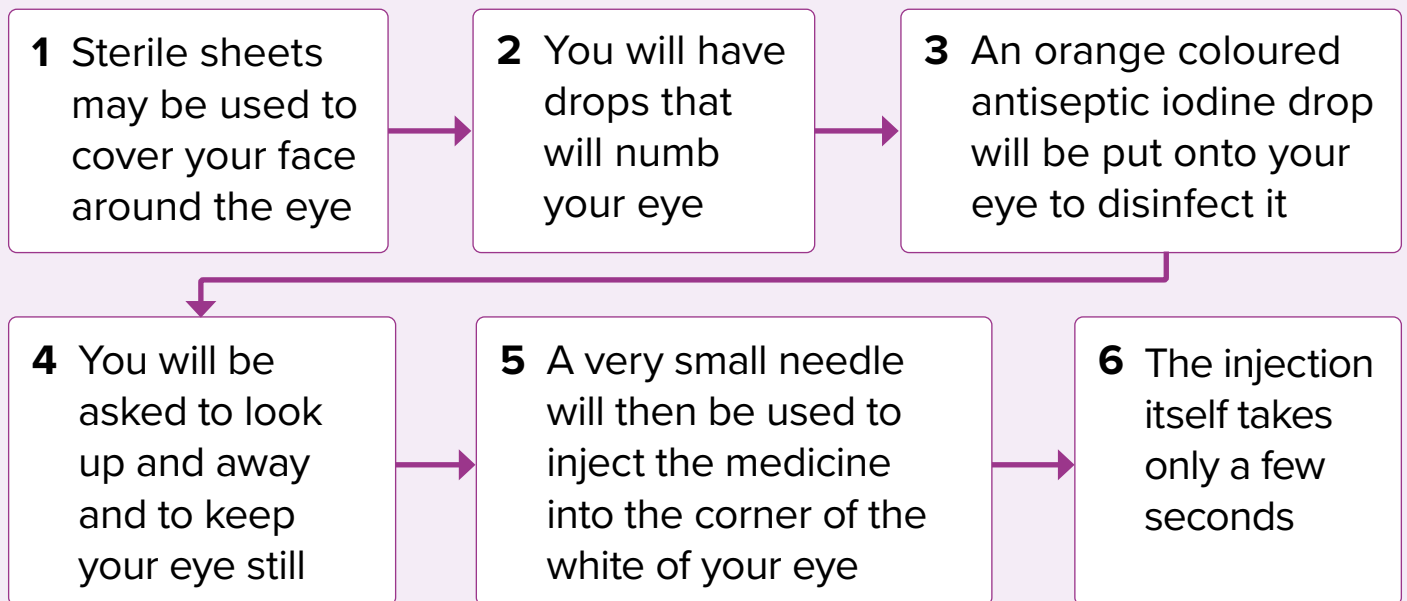 1 Sterile sheets
may be used to
cover your face
around the eye
2 You will have
drops that
will numb
your eye
3 An orange coloured
antiseptic iodine drop
will be put onto your
eye to disinfect it
4 You will be
asked to look
up and away
and to keep
your eye still
5 A very small needle
will then be used to
inject the medicine
into the corner of the
white of your eye
6 The injection
itself takes
only a few
seconds